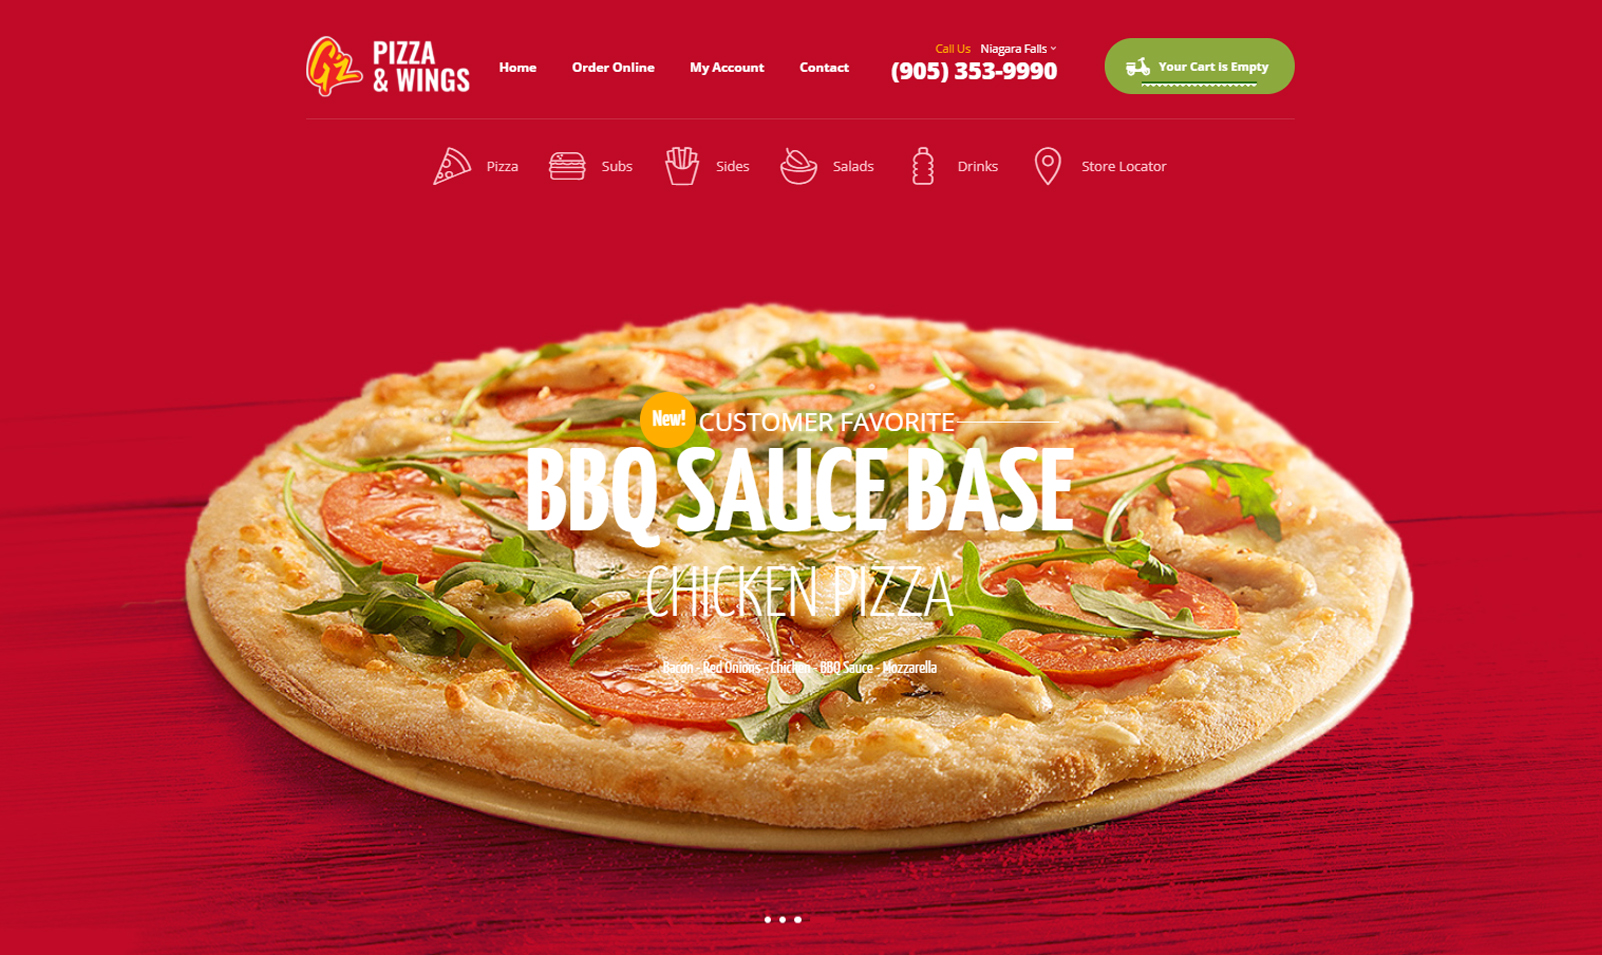 Gz PIZZA
& WINGS
Home
Order Online
My Account
Contact
Call Us Niagara Falls
(905) 353-9990
Your Cart is Empty
Pizza
Subs
Sides
Salads
Drinks
Store Locator
New! CUSTOMER FAVORITE
BBQ SAUCE BASE
CHICKEN PIZZA
Bacon - Red Onions - Chicken - BBQ Sauce - Mozzarella